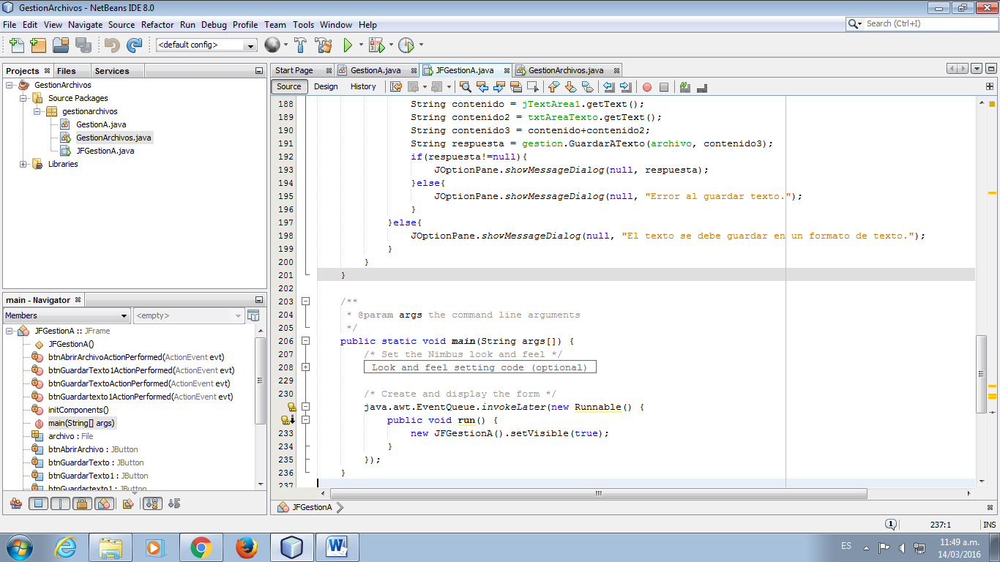 GestionArchivos - NetBeans IDE 8.0
File Edit View Navigate Source Refactor Run Debug Profile Team Tools Window Help
Search (Ctrl+I)
<default config>
Projects Files Services
GestionArchivos
Source Packages
gestionarchivos
GestionA.java
GestionArchivos.java
JFGestionA.java
Libraries
main - Navigator
Members <empty>
JFGestionA :: JFrame
JFGestionA()
btnAbrirArchivoActionPerformed(ActionEvent evt)
btnGuardarTexto1ActionPerformed(ActionEvent evt)
btnGuardarTextoActionPerformed(ActionEvent evt)
btnGuardartexto1ActionPerformed(ActionEvent evt)
initComponents()
main(String[] args)
archivo : File
btnAbrirArchivo : JButton
btnGuardarTexto : JButton
btnGuardarTexto1 : JButton
btnGuardartexto1 : JButton
Start Page GestionA.java JFGestionA.java GestionArchivos.java
Source Design History
188 String contenido = jTextArea1.getText();
189 String contenido2 = txtAreaTexto.getText();
190 String contenido3 = contenido+contenido2;
191 String respuesta = gestion.GuardarATexto(archivo, contenido3);
192 if(respuesta!=null){
193 JOptionPane.showMessageDialog(null, respuesta);
194 }else{
195 JOptionPane.showMessageDialog(null, "Error al guardar texto.");
196 }
197 }else{
198 JOptionPane.showMessageDialog(null, "El texto se debe guardar en un formato de texto.");
199 }
200 }
201 }
202
203 /**
204 * @param args the command line arguments
205 */
206 public static void main(String args[]) {
207 /* Set the Nimbus look and feel */
208 Look and feel setting code (optional)
229
230 /* Create and display the form */
java.awt.EventQueue.invokeLater(new Runnable() {
public void run() {
233 new JFGestionA().setVisible(true);
234 }
235 });
236 }
237
JFGestionA
1 237:1 INS
ES 11:49 a.m.
14/03/2016